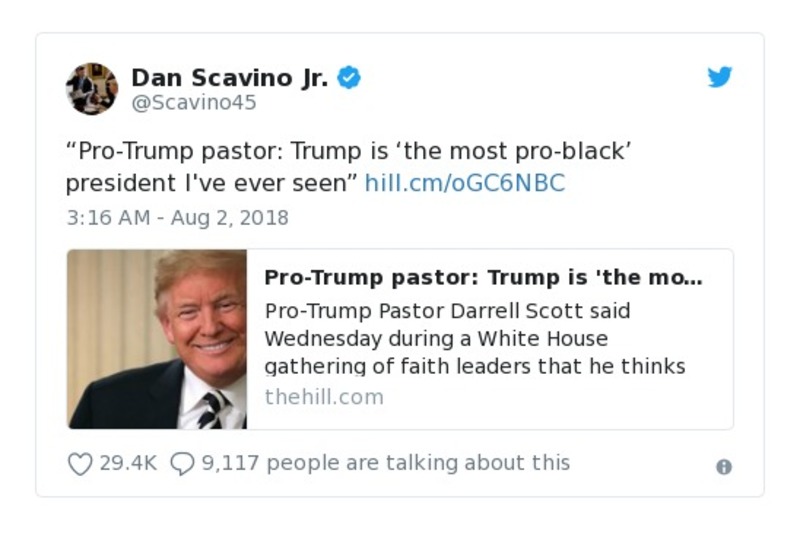 Dan Scavino Jr.
@Scavino45
“Pro-Trump pastor: Trump is ‘the most pro-black’
president I've ever seen” hill.cm/oGC6NBC
3:16 AM - Aug 2, 2018
Pro-Trump pastor: Trump is 'the mo...
Pro-Trump Pastor Darrell Scott said
Wednesday during a White House
gathering of faith leaders that he thinks
thehill.com
29.4K 9,117 people are talking about this